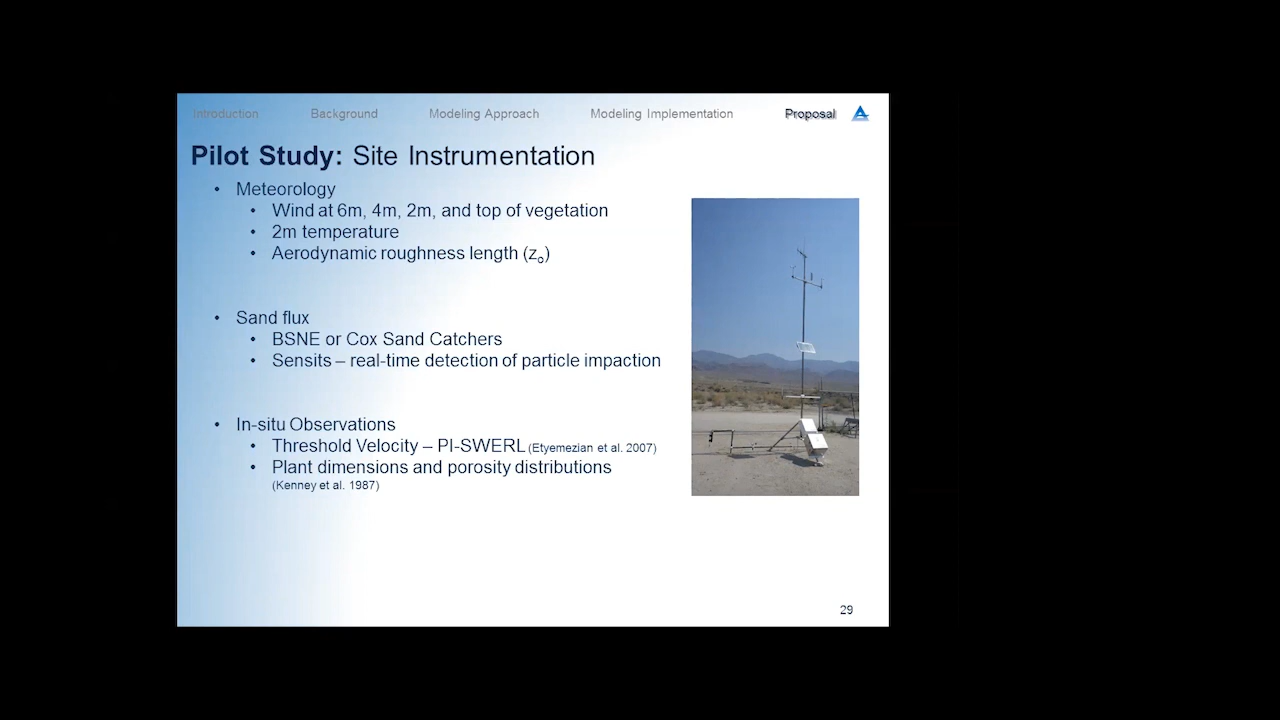 Introduction Background Modeling Approach Modeling Implementation Proposal
Pilot Study: Site Instrumentation
• Meteorology
• Wind at 6m, 4m, 2m, and top of vegetation
• 2m temperature
• Aerodynamic roughness length (zo)
• Sand flux
• BSNE or Cox Sand Catchers
• Sensits – real-time detection of particle impaction
• In-situ Observations
• Threshold Velocity – PI-SWERL (Etyemezian et al. 2007)
• Plant dimensions and porosity distributions
(Kenney et al. 1987)
29